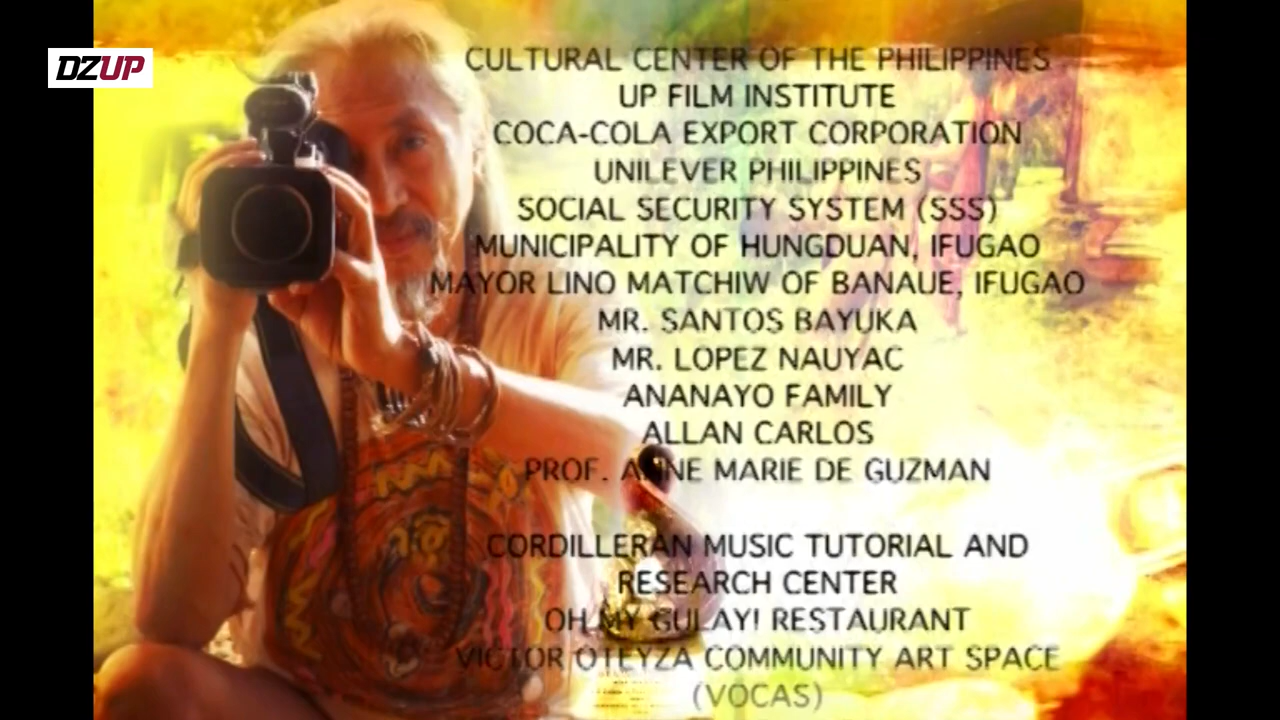 DZUP
CULTURAL CENTER OF THE PHILIPPINES
UP FILM INSTITUTE
COCA-COLA EXPORT CORPORATION
UNILEVER PHILIPPINES
SOCIAL SECURITY SYSTEM (SSS)
MUNICIPALITY OF HUNGDUAN, IFUGAO
MAYOR LINO MATCHIW OF BANAUE, IFUGAO
MR. SANTOS BAYUKA
MR. LOPEZ NAUYAC
ANANAYO FAMILY
ALLAN CARLOS
PROF. ANNE MARIE DE GUZMAN
CORDILLERAN MUSIC TUTORIAL AND
RESEARCH CENTER
OH MY GULAY! RESTAURANT
VICTOR OTEYZA COMMUNITY ART SPACE
(VOCAS)